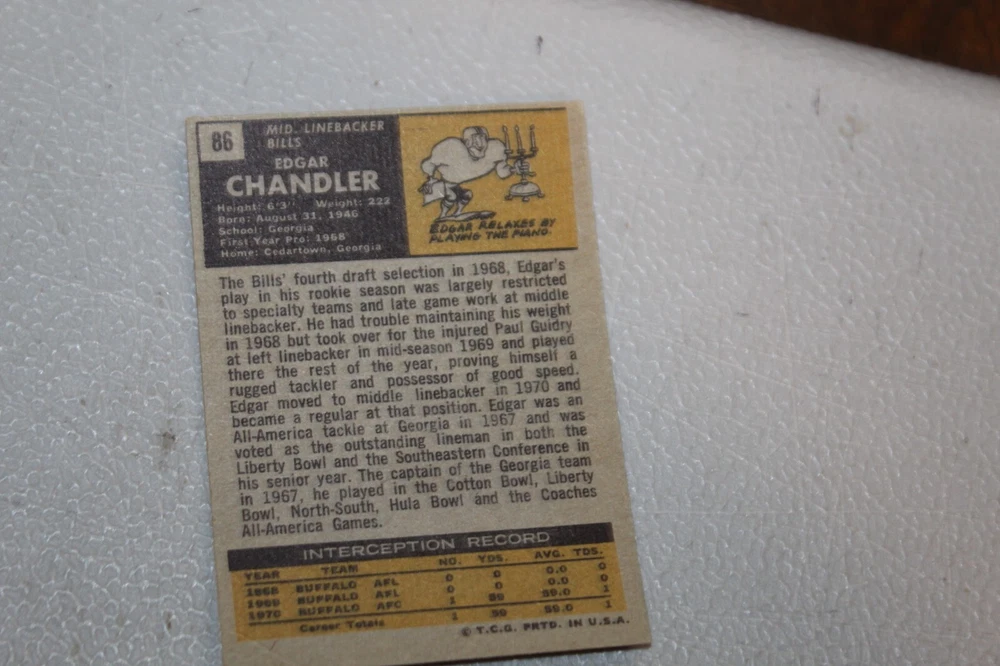 86
MID. LINEBACKER
BILLS
EDGAR
CHANDLER
Height: 6'3" Weight: 222
Born: August 31, 1946
School: Georgia
First Year Pro: 1968
Home: Cedartown, Georgia
EDGAR RELAXES BY
PLAYING THE PIANO.
The Bills' fourth draft selection in 1968, Edgar's
play in his rookie season was largely restricted
to specialty teams and late game work at middle
linebacker. He had trouble maintaining his weight
in 1968 but took over for the injured Paul Guidry
at left linebacker in mid-season 1969 and played
there the rest of the year, proving himself a
rugged tackler and possessor of good speed.
Edgar moved to middle linebacker in 1970 and
became a regular at that position. Edgar was an
All-America tackle at Georgia in 1967 and was
voted as the outstanding lineman in both the
Liberty Bowl and the Southeastern Conference in
his senior year. The captain of the Georgia team
in 1967, he played in the Cotton Bowl, Liberty
Bowl, North-South, Hula Bowl and the Coaches
All-America Games.
INTERCEPTION RECORD
YEAR TEAM NO. YDS. AVG. TDS.
1968 BUFFALO AFL 0 0 0.0 0
1969 BUFFALO AFL 0 0 0.0 0
1970 BUFFALO AFC 1 59 59.0 1
Career Totals 1 59 59.0 1
© T.C.G. PRTD. IN U.S.A.